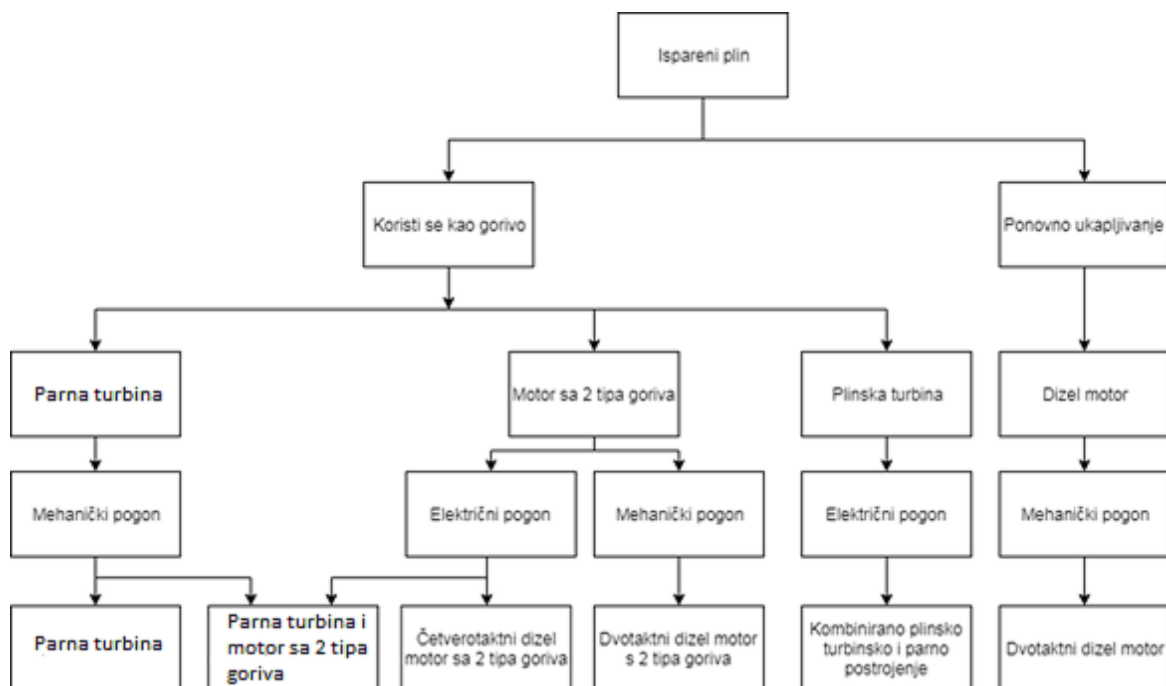 Ispareni plin
Koristi se kao gorivo
Ponovno ukapljivanje
Parna turbina
Motor sa 2 tipa goriva
Plinska turbina
Dizel motor
Mehanički pogon
Električni pogon
Mehanički pogon
Električni pogon
Mehanički pogon
Parna turbina
Parna turbina i
motor sa 2 tipa
goriva
Četverotaktni dizel
motor sa 2 tipa goriva
Dvotaktni dizel motor
s 2 tipa goriva
Kombinirano plinsko
turbinsko i parno
postrojenje
Dvotaktni dizel motor